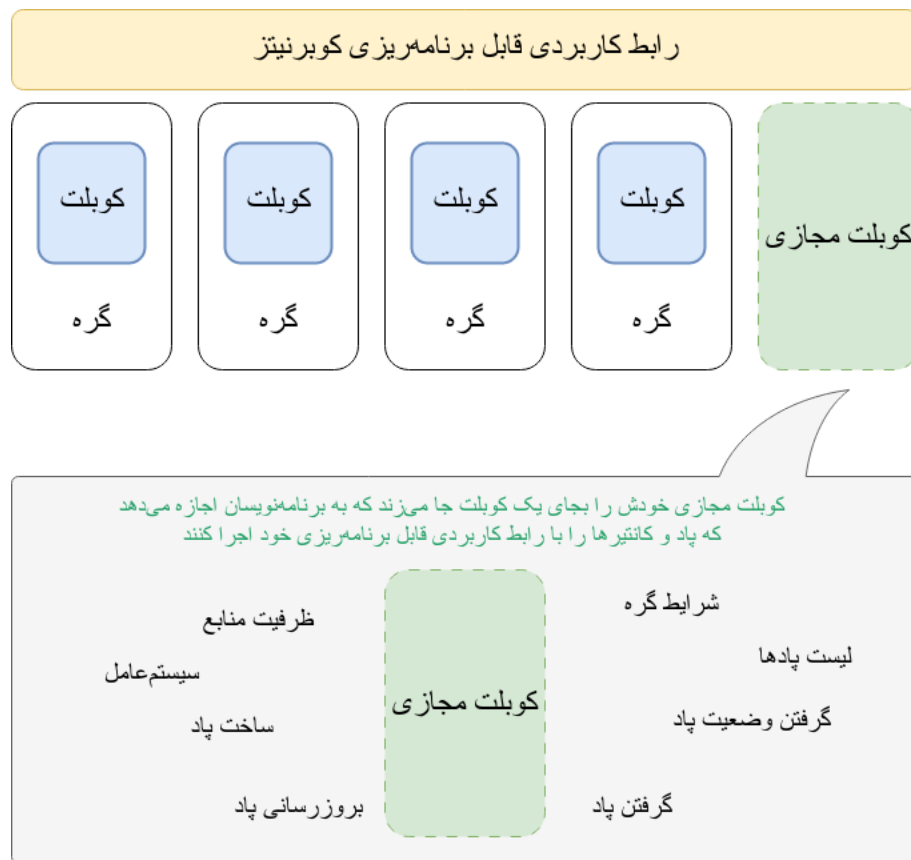 رابط کاربردی قابل برنامه‌ریزی کوبرنیتز
کوبلت
کوبلت
کوبلت
کوبلت
کوبلت مجازی
گره
گره
گره
گره
کوبلت مجازی خودش را بجای یک کوبلت جا می‌زند که به برنامه‌نویسان اجازه می‌دهد
که پاد و کانتیرها را با رابط کاربردی قابل برنامه‌ریزی خود اجرا کنند
شرایط گره
ظرفیت منابع
لیست پادها
سیستم‌عامل
کوبلت مجازی
گرفتن وضعیت پاد
ساخت پاد
گرفتن پاد
بروزرسانی پاد